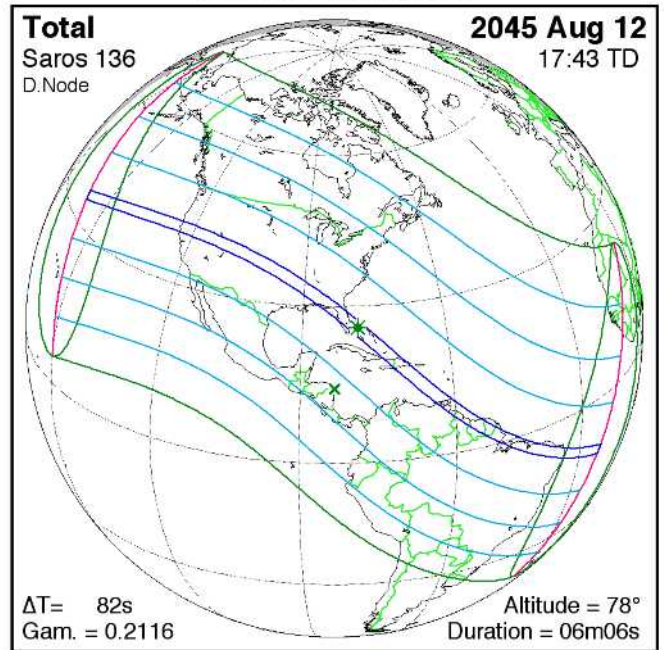 Total 2045 Aug 12
Saros 136 17:43 TD
D.Node
ΔT= 82s Altitude = 78°
Gam. = 0.2116 Duration = 06m06s